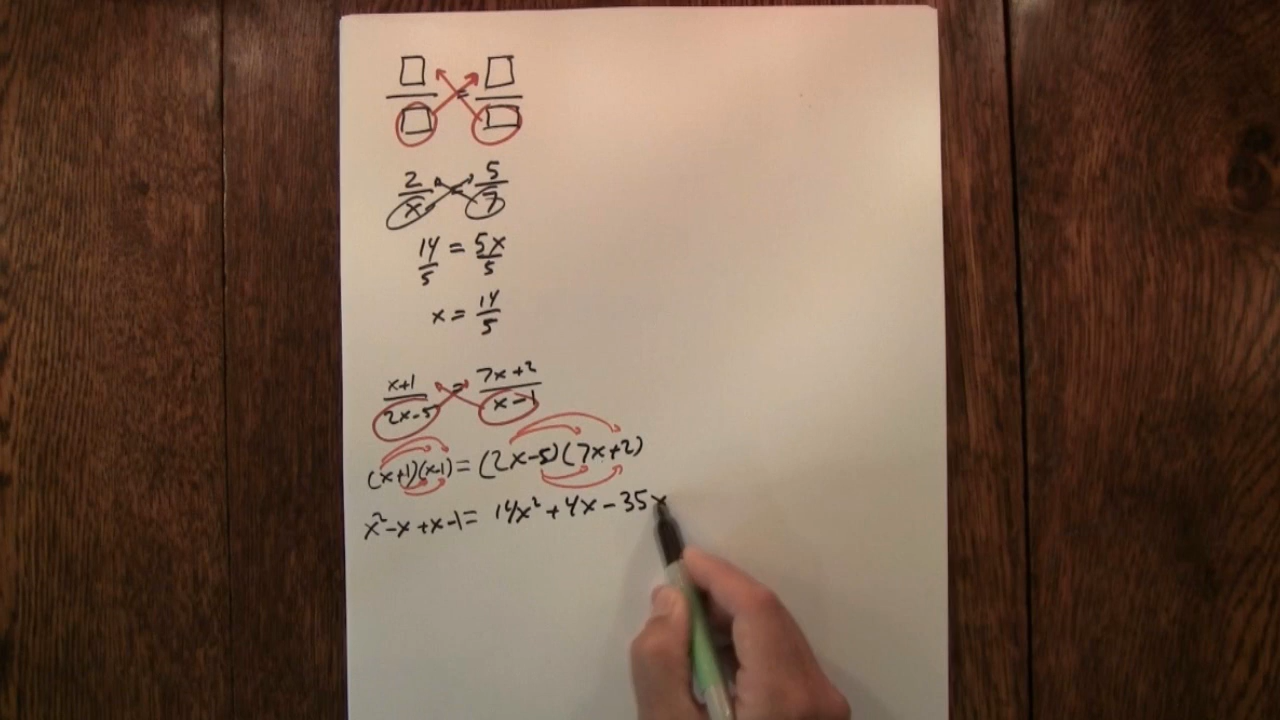 □/□ = □/□
2/x = 5/7
14/5 = 5x/5
x = 14/5
x+1/2x-5 = 7x+2/x-1
(x+1)(x-1) = (2x-5)(7x+2)
x²-x+x-1 = 14x²+4x-35x